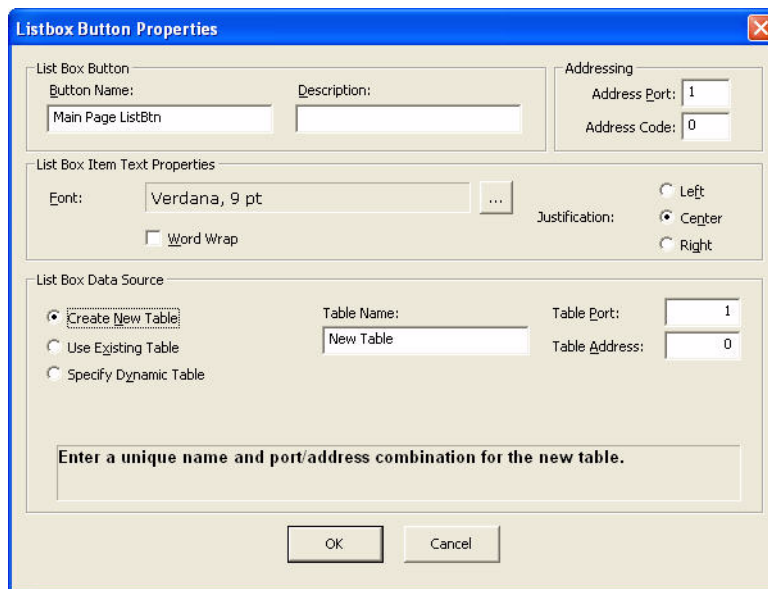 Listbox Button Properties
List Box Button
Button Name:
Description:
Main Page ListBtn
Addressing
Address Port: 1
Address Code: 0
List Box Item Text Properties
Font: Verdana, 9 pt ...
Word Wrap
Justification:
Left
Center
Right
List Box Data Source
Create New Table
Use Existing Table
Specify Dynamic Table
Table Name:
New Table
Table Port: 1
Table Address: 0
Enter a unique name and port/address combination for the new table.
OK Cancel